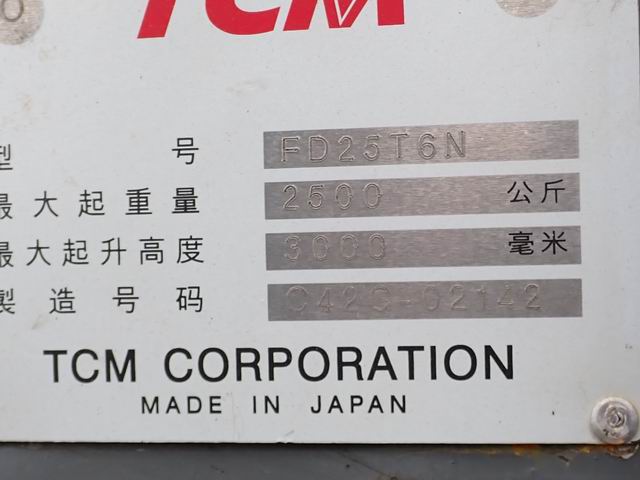 TCM
型 号 FD25T6N
最大起重量 2500 公斤
最大起升高度 3000 毫米
製造号码 C42C-02142
TCM CORPORATION
MADE IN JAPAN